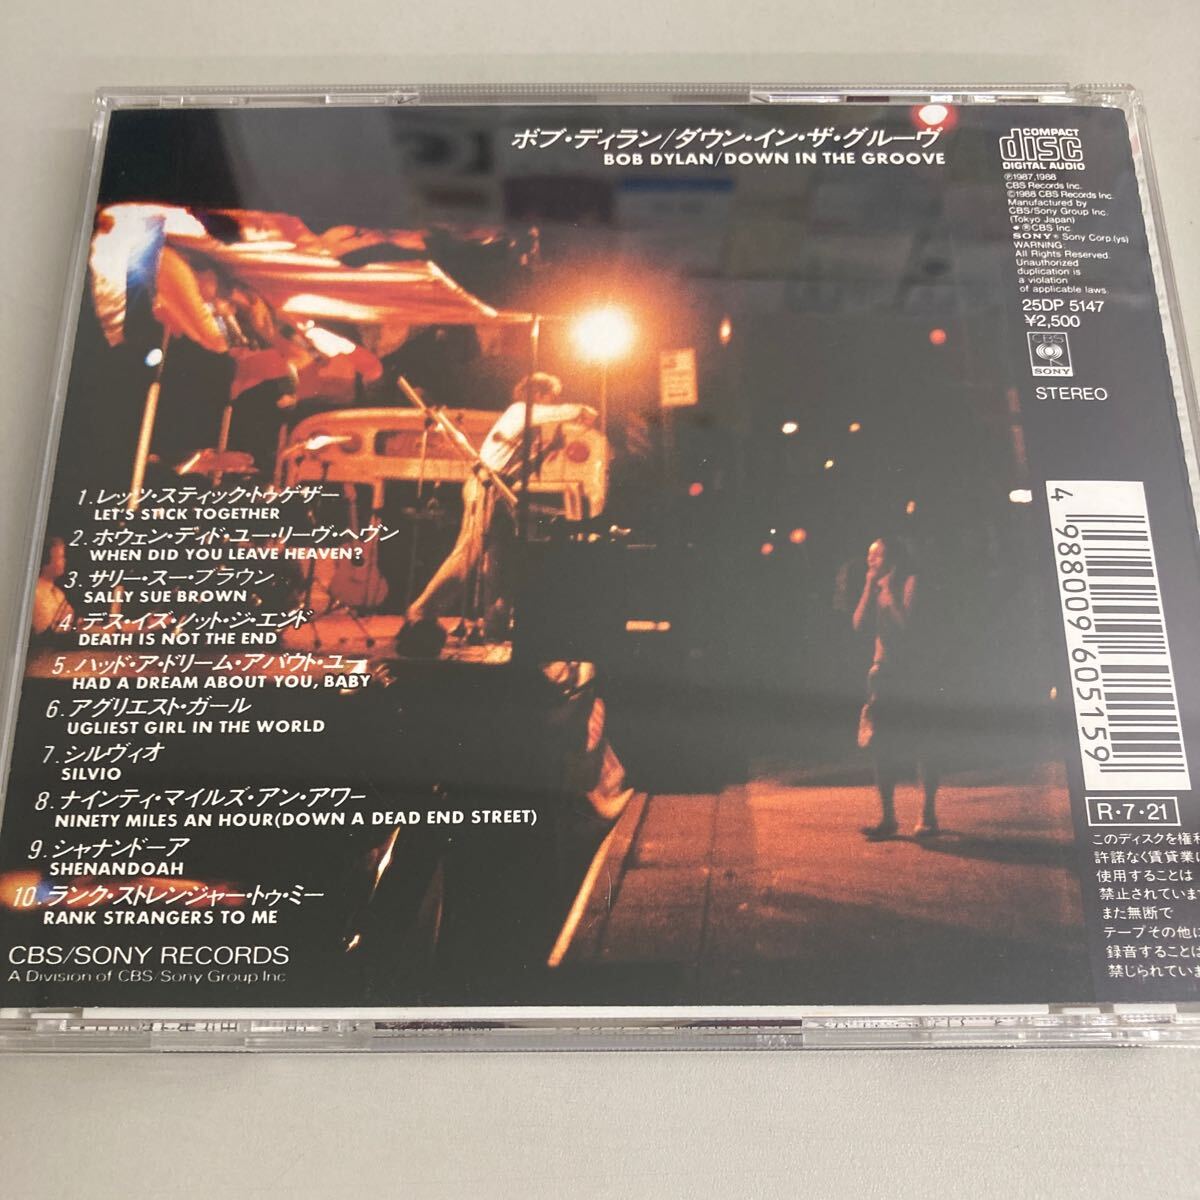 ボブ・ディラン/ダウン・イン・ザ・グルーヴ
BOB DYLAN/DOWN IN THE GROOVE
COMPACT
disc
DIGITAL AUDIO
℗1987,1988
CBS Records Inc.
©1988 CBS Records Inc.
Manufactured by
CBS/Sony Group Inc.
(Tokyo Japan)
®CBS Inc.
SONY® Sony Corp.(ys)
WARNING:
All Rights Reserved.
Unauthorized
duplication is
a violation
of applicable laws.
25DP 5147
¥2,500
CBS
SONY
STEREO
1.レッツ・スティック・トゥゲザー
LET'S STICK TOGETHER
2.ホウェン・ディド・ユー・リーヴ・ヘヴン
WHEN DID YOU LEAVE HEAVEN?
3.サリー・スー・ブラウン
SALLY SUE BROWN
4.デス・イズ・ノット・ジ・エンド
DEATH IS NOT THE END
5.ハッド・ア・ドリーム・アバウト・ユー
HAD A DREAM ABOUT YOU, BABY
6.アグリエスト・ガール
UGLIEST GIRL IN THE WORLD
7.シルヴィオ
SILVIO
8.ナインティ・マイルズ・アン・アワー
NINETY MILES AN HOUR(DOWN A DEAD END STREET)
9.シャナンドーア
SHENANDOAH
10.ランク・ストレンジャー・トゥ・ミー
RANK STRANGERS TO ME
CBS/SONY RECORDS
A Division of CBS/Sony Group Inc.
4 988009 605159
R・7・21
このディスクを権利
許諾なく賃貸業に
使用することは
禁止されています
また無断で
テープその他に
録音することは
禁じられていま